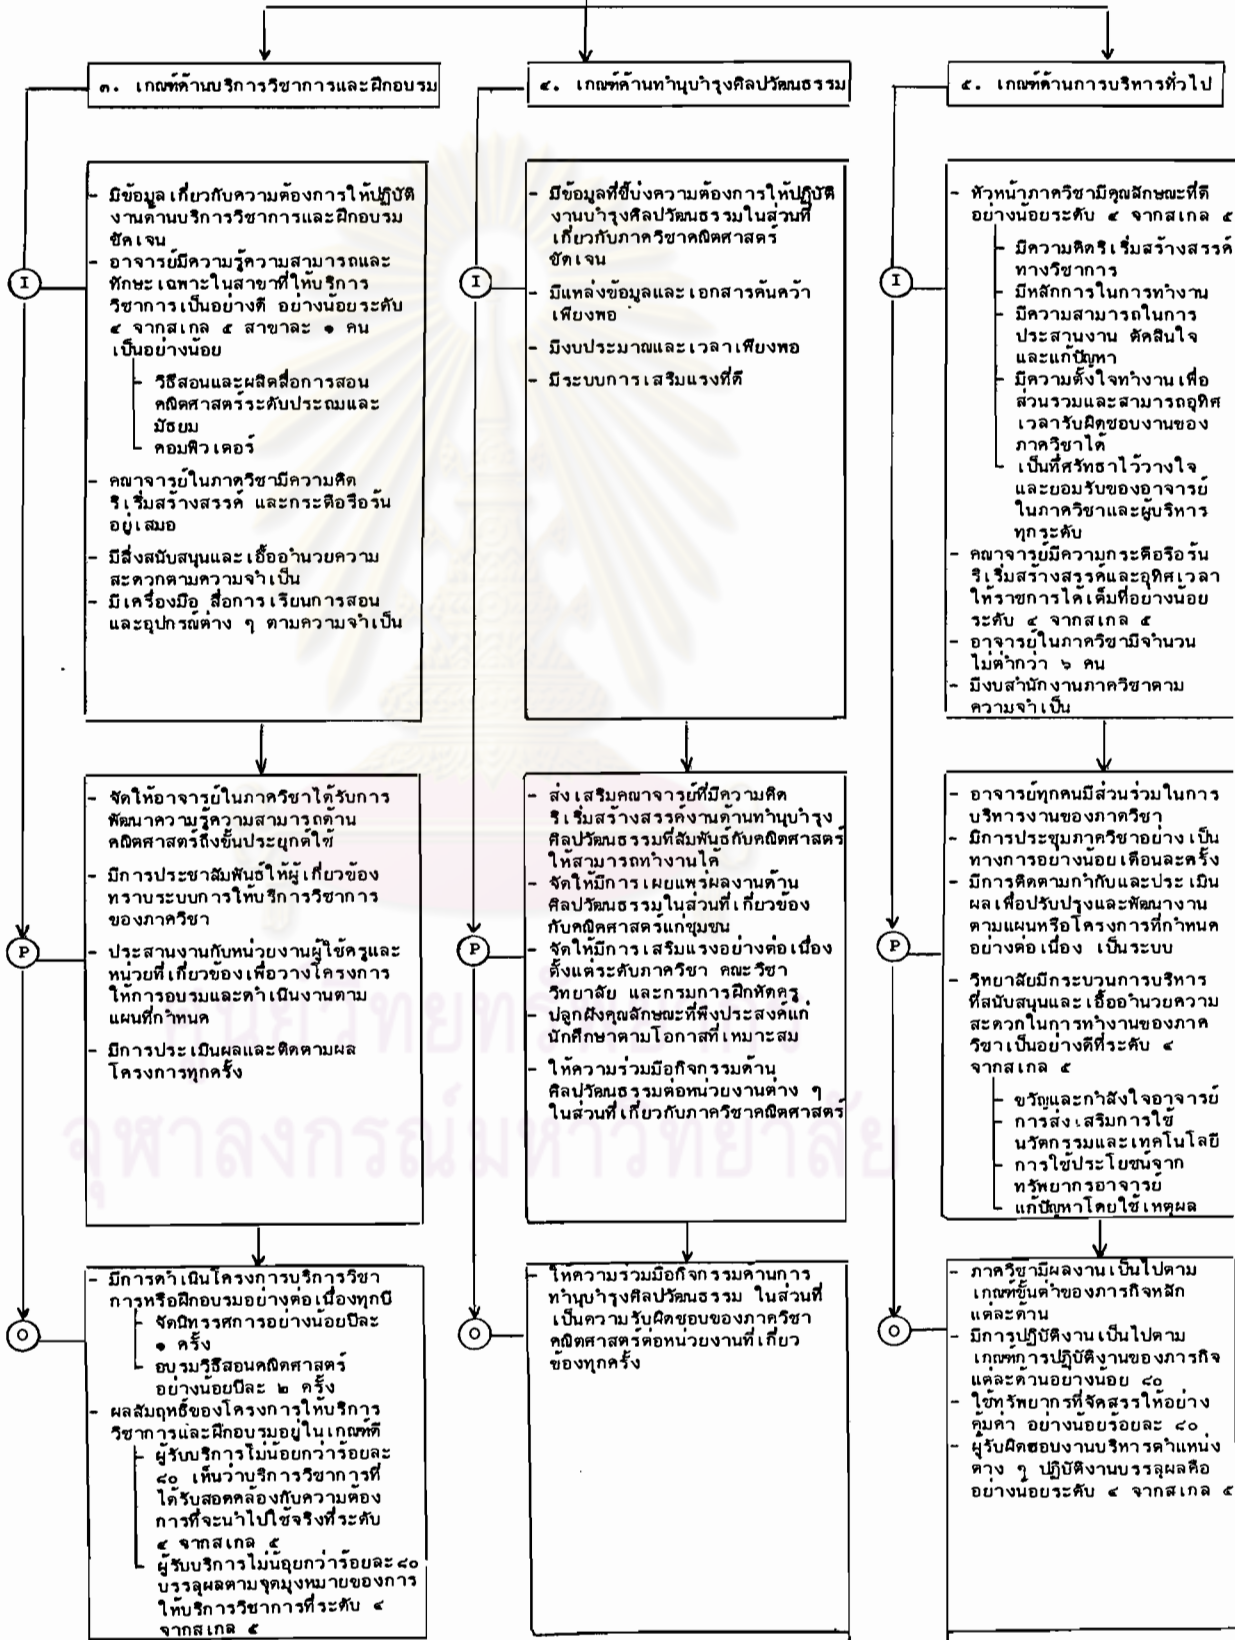 ๓. เกณฑ์ด้านบริการวิชาการและฝึกอบรม
I
- มีข้อมูลเกี่ยวกับความต้องการให้ปฏิบัติ
งานด้านบริการวิชาการและฝึกอบรม
ชัดเจน
- อาจารย์มีความรู้ความสามารถและ
ทักษะเฉพาะในสาขาที่ให้บริการ
วิชาการเป็นอย่างดี อย่างน้อยระดับ
๔ จากสเกล ๕ สาขาละ ๑ คน
เป็นอย่างน้อย
- วิธีสอนและผลิตสื่อการสอน
คณิตศาสตร์ระดับประถมและ
มัธยม
- คอมพิวเตอร์
- คณาจารย์ในภาควิชามีความคิด
ริเริ่มสร้างสรรค์ และกระตือรือร้น
อยู่เสมอ
- มีสิ่งสนับสนุนและเอื้ออำนวยความ
สะดวกตามความจำเป็น
- มีเครื่องมือ สื่อการเรียนการสอน
และอุปกรณ์ต่าง ๆ ตามความจำเป็น
P
- จัดให้อาจารย์ในภาควิชาได้รับการ
พัฒนาความรู้ความสามารถด้าน
คณิตศาสตร์ถึงขั้นประยุกต์ใช้
- มีการประชาสัมพันธ์ให้ผู้เกี่ยวข้อง
ทราบระบบการให้บริการวิชาการ
ของภาควิชา
- ประสานงานกับหน่วยงานผู้ใช้ครูและ
หน่วยที่เกี่ยวข้องเพื่อวางโครงการ
ให้การอบรมและดำเนินงานตาม
แผนที่กำหนด
- มีการประเมินผลและติดตามผล
โครงการทุกครั้ง
O
- มีการดำเนินโครงการบริการวิชา
การหรือฝึกอบรมอย่างต่อเนื่องทุกปี
- จัดนิทรรศการอย่างน้อยปีละ
๑ ครั้ง
- อบรมวิธีสอนคณิตศาสตร์
อย่างน้อยปีละ ๒ ครั้ง
- ผลสัมฤทธิ์ของโครงการให้บริการ
วิชาการและฝึกอบรมอยู่ในเกณฑ์ดี
- ผู้รับบริการไม่น้อยกว่าร้อยละ
๘๐ เห็นว่าบริการวิชาการที่
ได้รับสอดคล้องกับความต้อง
การที่จะนำไปใช้จริงที่ระดับ
๔ จากสเกล ๕
- ผู้รับบริการไม่น้อยกว่าร้อยละ ๘๐
บรรลุผลตามจุดมุ่งหมายของการ
ให้บริการวิชาการที่ระดับ ๔
จากสเกล ๕
๔. เกณฑ์ด้านทำนุบำรุงศิลปวัฒนธรรม
I
- มีข้อมูลที่ชี้บ่งความต้องการให้ปฏิบัติ
งานบำรุงศิลปวัฒนธรรมในส่วนที่
เกี่ยวกับภาควิชาคณิตศาสตร์
ชัดเจน
- มีแหล่งข้อมูลและเอกสารค้นคว้า
เพียงพอ
- มีงบประมาณและเวลาเพียงพอ
- มีระบบการเสริมแรงที่ดี
P
- ส่งเสริมคณาจารย์ที่มีความคิด
ริเริ่มสร้างสรรค์งานด้านทำนุบำรุง
ศิลปวัฒนธรรมที่สัมพันธ์กับคณิตศาสตร์
ให้สามารถทำงานได้
- จัดให้มีการเผยแพร่ผลงานด้าน
ศิลปวัฒนธรรมในส่วนที่เกี่ยวข้อง
กับคณิตศาสตร์แก่ชุมชน
- จัดให้มีการเสริมแรงอย่างต่อเนื่อง
ตั้งแต่ระดับภาควิชา คณะวิชา
วิทยาลัย และกรมการฝึกหัดครู
- ปลูกฝังคุณลักษณะที่พึงประสงค์แก่
นักศึกษาตามโอกาสที่เหมาะสม
- ให้ความร่วมมือกิจกรรมด้าน
ศิลปวัฒนธรรมต่อหน่วยงานต่าง ๆ
ในส่วนที่เกี่ยวกับภาควิชาคณิตศาสตร์
O
- ให้ความร่วมมือกิจกรรมด้านการ
ทำนุบำรุงศิลปวัฒนธรรม ในส่วนที่
เป็นความรับผิดชอบของภาควิชา
คณิตศาสตร์ต่อหน่วยงานที่เกี่ยว
ข้องทุกครั้ง
๕. เกณฑ์ด้านการบริหารทั่วไป
I
- หัวหน้าภาควิชามีคุณลักษณะที่ดี
อย่างน้อยระดับ ๔ จากสเกล ๕
- มีความคิดริเริ่มสร้างสรรค์
ทางวิชาการ
- มีหลักการในการทำงาน
- มีความสามารถในการ
ประสานงาน ตัดสินใจ
และแก้ปัญหา
- มีความตั้งใจทำงานเพื่อ
ส่วนรวมและสามารถอุทิศ
เวลารับผิดชอบงานของ
ภาควิชาได้
- เป็นที่ศรัทธาไว้วางใจ
และยอมรับของอาจารย์
ในภาควิชาและผู้บริหาร
ทุกระดับ
- คณาจารย์มีความกระตือรือร้น
ริเริ่มสร้างสรรค์และอุทิศเวลา
ให้ราชการได้เต็มที่อย่างน้อย
ระดับ ๔ จากสเกล ๕
- อาจารย์ในภาควิชามีจำนวน
ไม่ต่ำกว่า ๖ คน
- มีงบสำนักงานภาควิชาตาม
ความจำเป็น
P
- อาจารย์ทุกคนมีส่วนร่วมในการ
บริหารงานของภาควิชา
- มีการประชุมภาควิชาอย่างเป็น
ทางการอย่างน้อยเดือนละครั้ง
- มีการติดตามกำกับและประเมิน
ผลเพื่อปรับปรุงและพัฒนางาน
ตามแผนหรือโครงการที่กำหนด
อย่างต่อเนื่อง เป็นระบบ
- วิทยาลัยมีกระบวนการบริหาร
ที่สนับสนุนและเอื้ออำนวยความ
สะดวกในการทำงานของภาค
วิชาเป็นอย่างดีที่ระดับ ๔
จากสเกล ๕
- ขวัญและกำลังใจอาจารย์
- การส่งเสริมการใช้
นวัตกรรมและเทคโนโลยี
- การใช้ประโยชน์จาก
ทรัพยากรอาจารย์
- แก้ปัญหาโดยใช้เหตุผล
O
- ภาควิชามีผลงานเป็นไปตาม
เกณฑ์ขั้นต่ำของภารกิจหลัก
แต่ละด้าน
- มีการปฏิบัติงานเป็นไปตาม
เกณฑ์การปฏิบัติงานของภารกิจ
แต่ละด้านอย่างน้อย ๘๐
- ใช้ทรัพยากรที่จัดสรรให้อย่าง
คุ้มค่า อย่างน้อยร้อยละ ๘๐
- ผู้รับผิดชอบงานบริหารตำแหน่ง
ต่าง ๆ ปฏิบัติงานบรรลุผลคือ
อย่างน้อยระดับ ๔ จากสเกล ๕
ศูนย์วิทยทรัพยากร
จุฬาลงกรณ์มหาวิทยาลัย